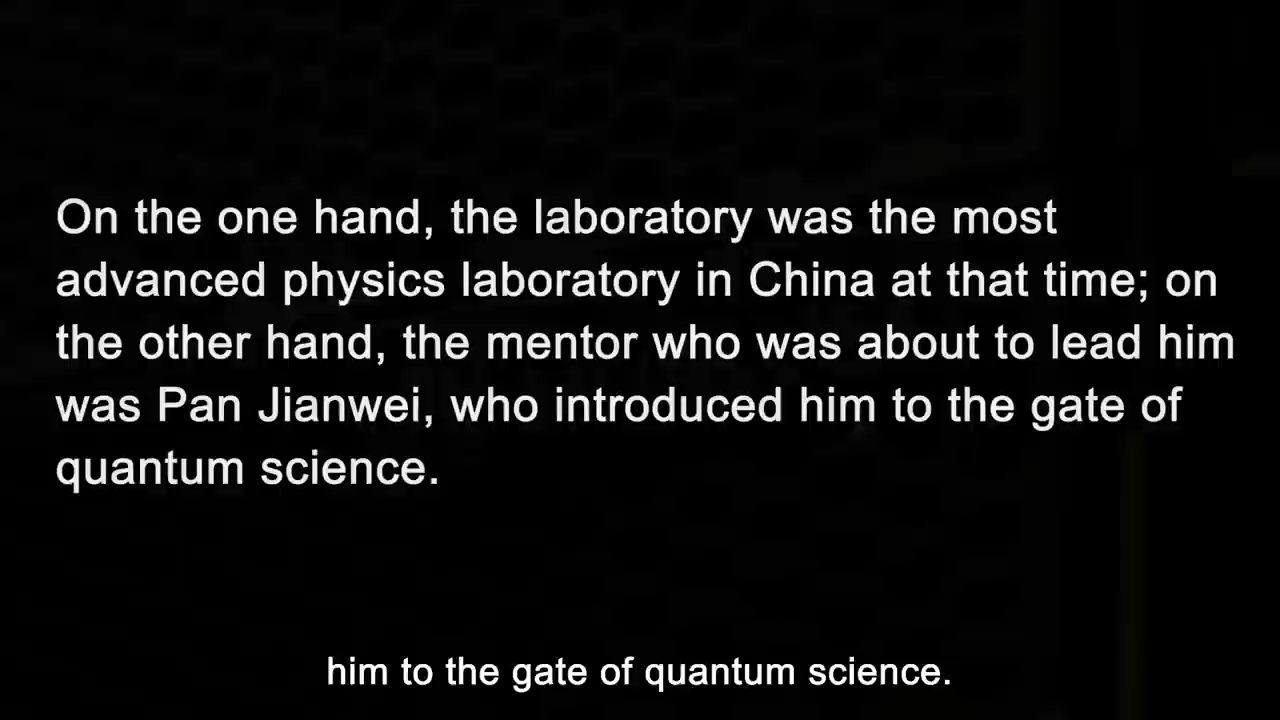 On the one hand, the laboratory was the most
advanced physics laboratory in China at that time; on
the other hand, the mentor who was about to lead him
was Pan Jianwei, who introduced him to the gate of
quantum science.
him to the gate of quantum science.